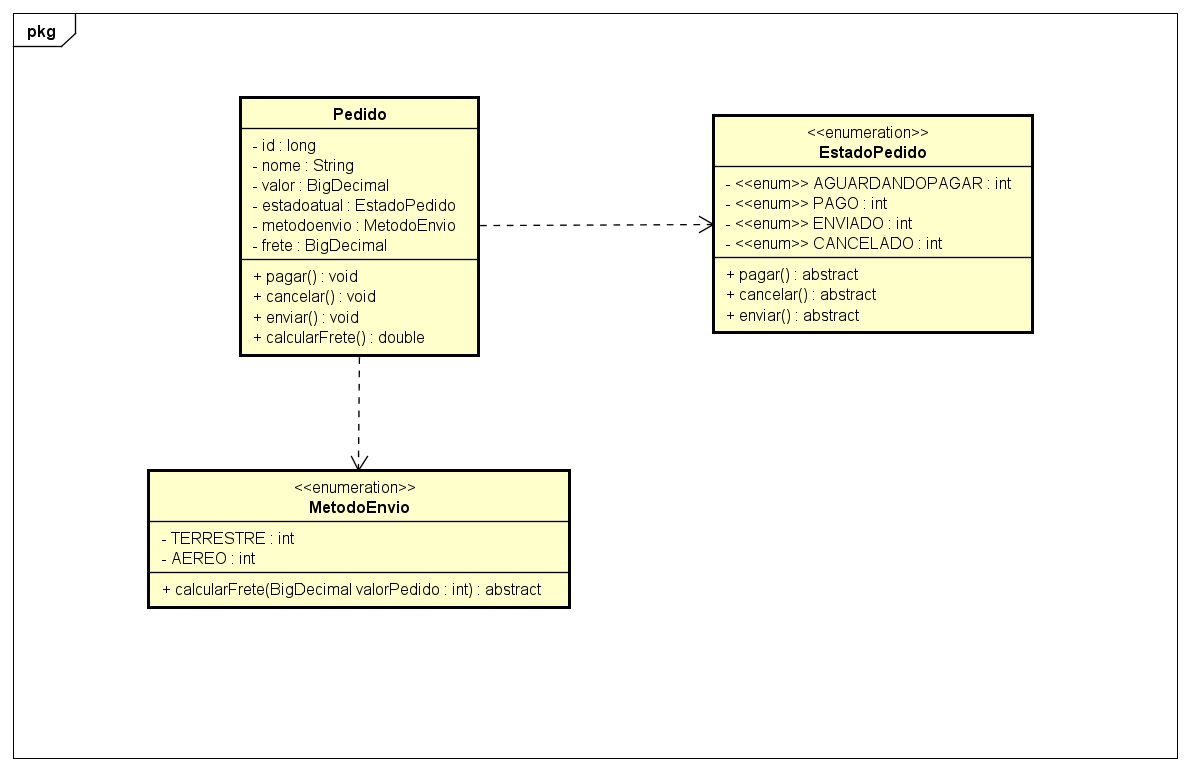 pkg
Pedido
- id : long
- nome : String
- valor : BigDecimal
- estadoatual : EstadoPedido
- metodoenvio : MetodoEnvio
- frete : BigDecimal
+ pagar() : void
+ cancelar() : void
+ enviar() : void
+ calcularFrete() : double
<<enumeration>>
EstadoPedido
- <<enum>> AGUARDANDOPAGAR : int
- <<enum>> PAGO : int
- <<enum>> ENVIADO : int
- <<enum>> CANCELADO : int
+ pagar() : abstract
+ cancelar() : abstract
+ enviar() : abstract
<<enumeration>>
MetodoEnvio
- TERRESTRE : int
- AEREO : int
+ calcularFrete(BigDecimal valorPedido : int) : abstract